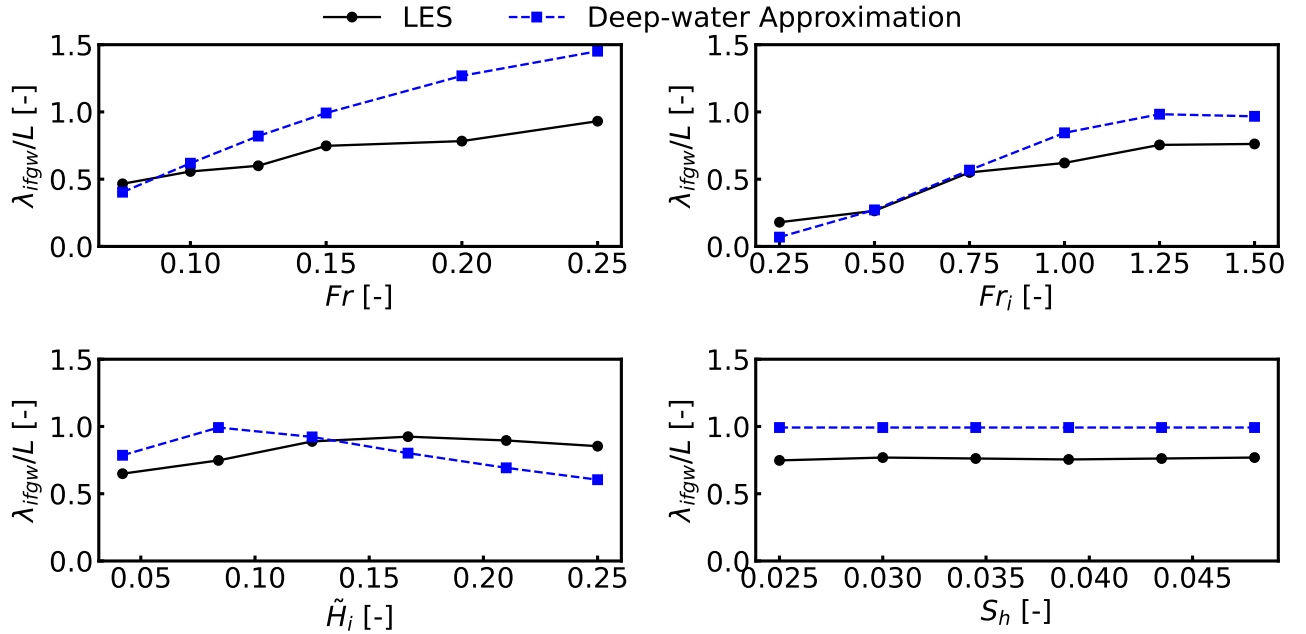 LES Deep-water Approximation
1.5
1.0
0.5
0.0
λ_ifgw/L [-]
0.10 0.15 0.20 0.25
Fr [-]
1.5
1.0
0.5
0.0
λ_ifgw/L [-]
0.25 0.50 0.75 1.00 1.25 1.50
Fr_i [-]
1.5
1.0
0.5
0.0
λ_ifgw/L [-]
0.05 0.10 0.15 0.20 0.25
H̃_i [-]
1.5
1.0
0.5
0.0
λ_ifgw/L [-]
0.025 0.030 0.035 0.040 0.045
S_h [-]